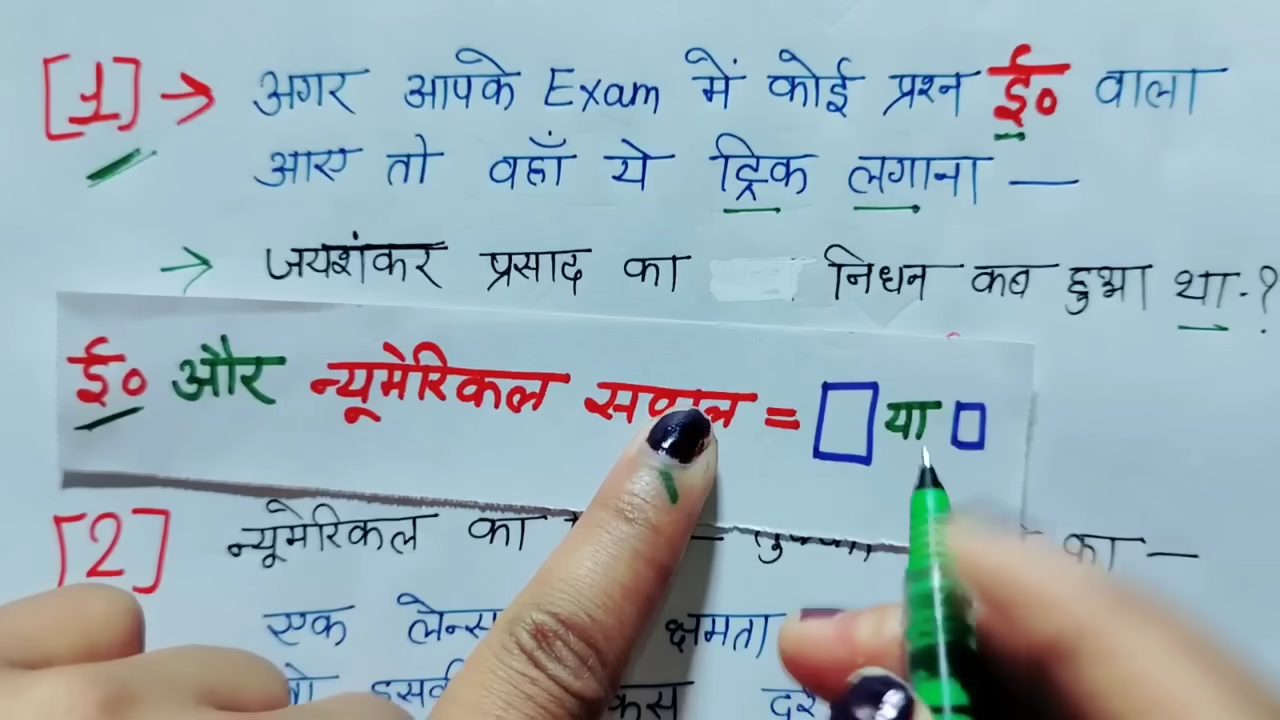 [1] → अगर आपके Exam में कोई प्रश्न ई० वाला
आए तो वहाँ ये ट्रिक लगाना —
→ जयशंकर प्रसाद का निधन कब हुआ था ?
ई० और न्यूमेरिकल सवाल = □ या □
[2] न्यूमेरिकल का का —
एक लेन्स क्षमता